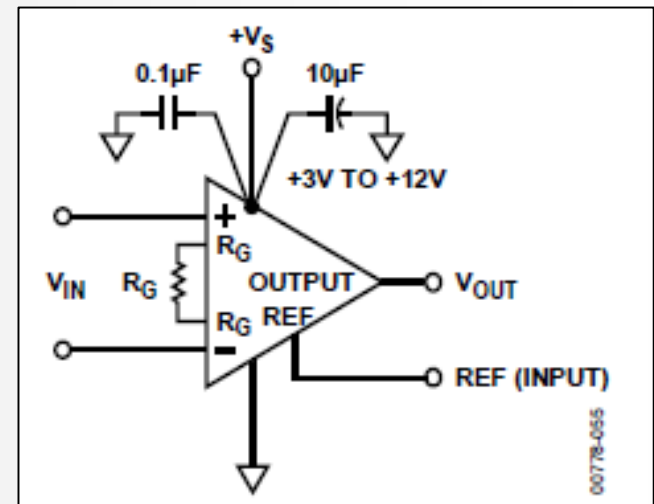 +VS
0.1µF
10µF
+3V TO +12V
+
RG
VIN
RG
OUTPUT
VOUT
RG
REF
–
REF (INPUT)
00778-055